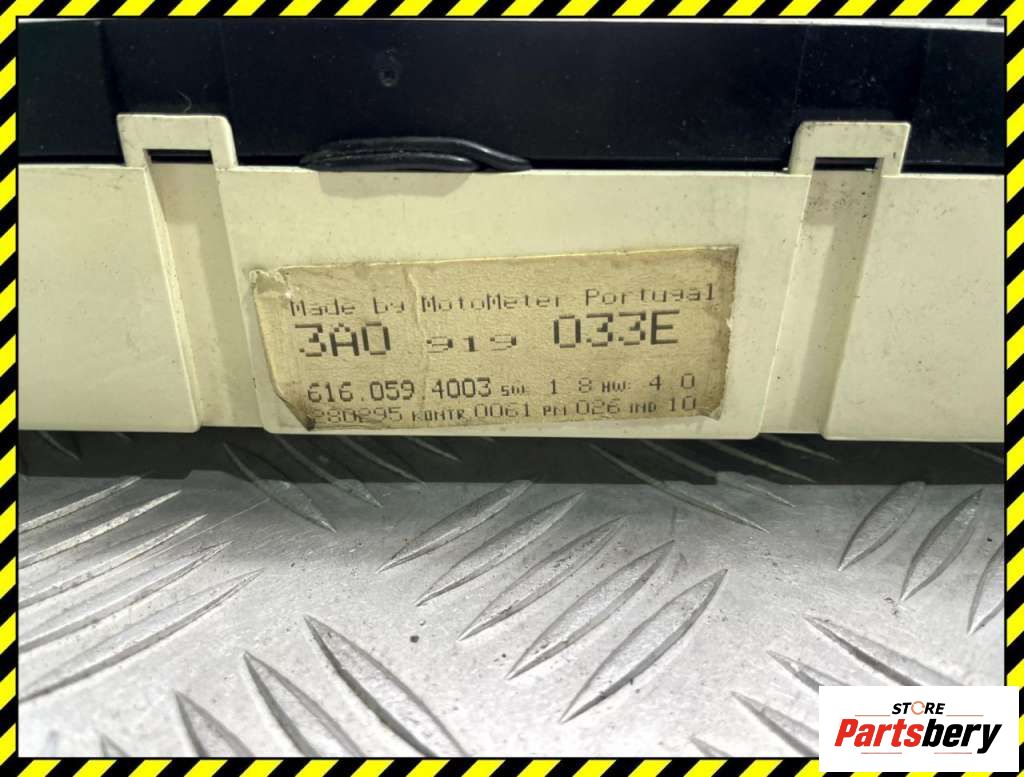 Made by MotoMeter Portugal
3A0 919 033E
616.059 4003 SW: 1 8 HW: 4 0
280295 KONTR 0061 PM 026 IND 10
STORE
Partsbery